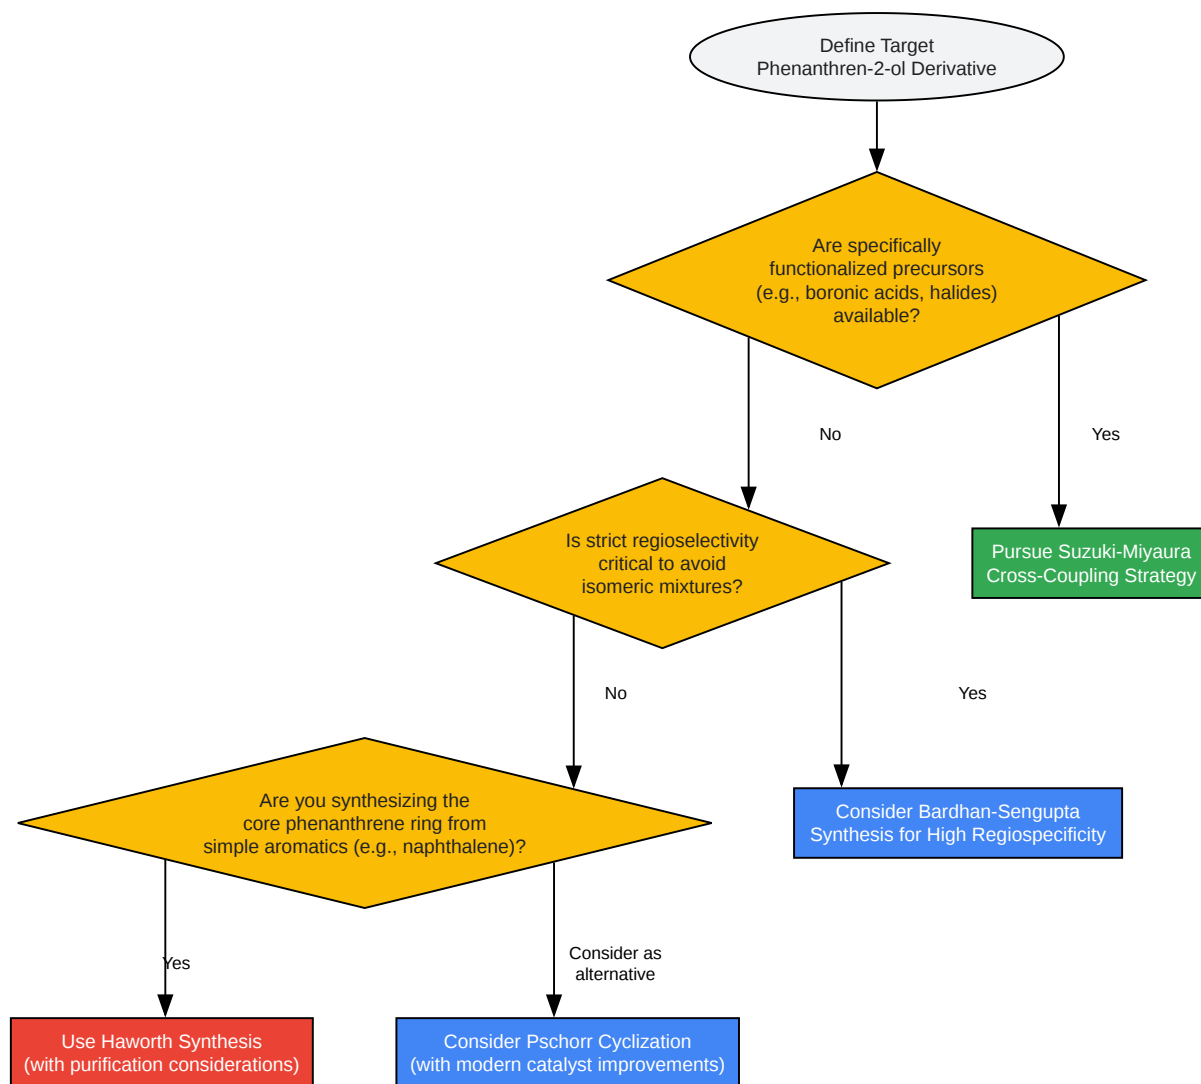 Define Target
Phenanthren-2-ol Derivative
Are specifically
functionalized precursors
(e.g., boronic acids, halides)
available?
No
Yes
Is strict regioselectivity
critical to avoid
isomeric mixtures?
Pursue Suzuki-Miyaura
Cross-Coupling Strategy
No
Yes
Are you synthesizing the
core phenanthrene ring from
simple aromatics (e.g., naphthalene)?
Consider Bardhan-Sengupta
Synthesis for High Regiospecificity
Yes
Consider as
alternative
Use Haworth Synthesis
(with purification considerations)
Consider Pschorr Cyclization
(with modern catalyst improvements)